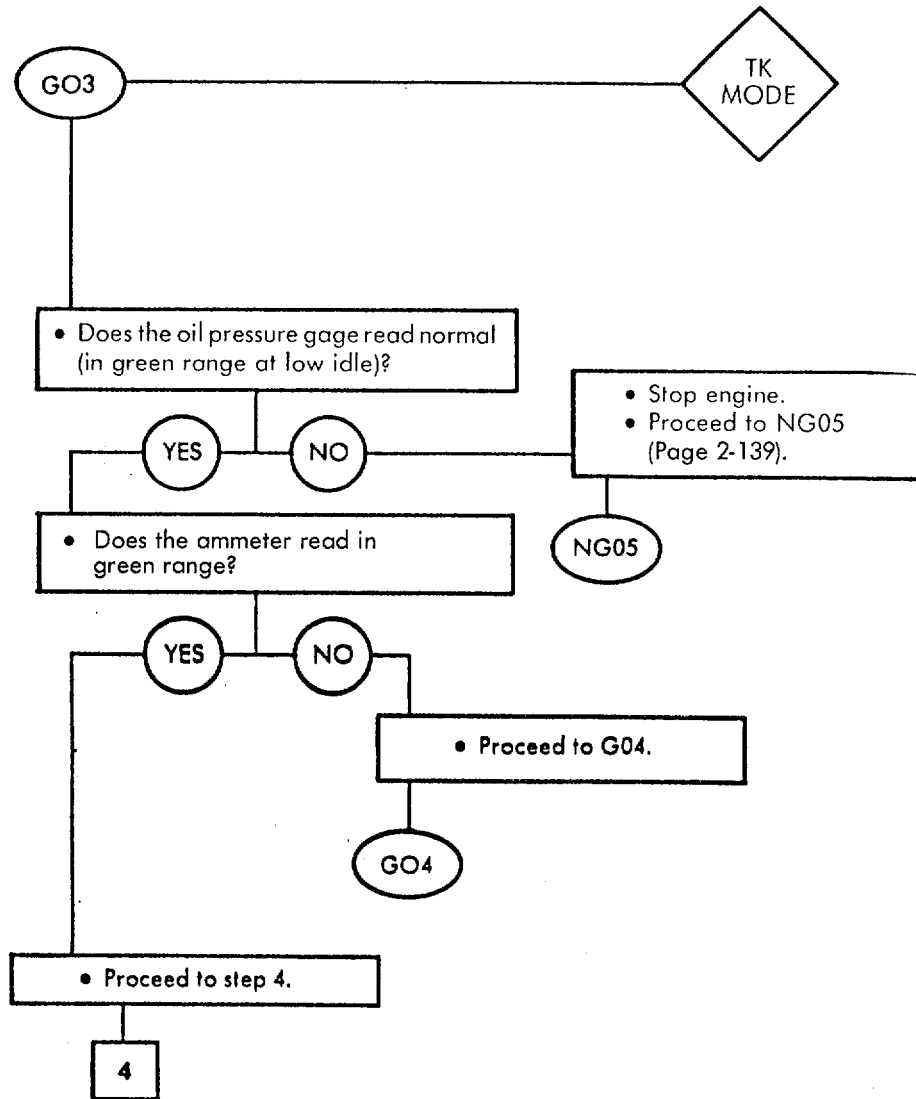 GO3
TK
MODE
• Does the oil pressure gage read normal
(in green range at low idle)?
YES
NO
• Stop engine.
• Proceed to NG05
(Page 2-139).
NG05
• Does the ammeter read in
green range?
YES
NO
• Proceed to G04.
GO4
• Proceed to step 4.
4